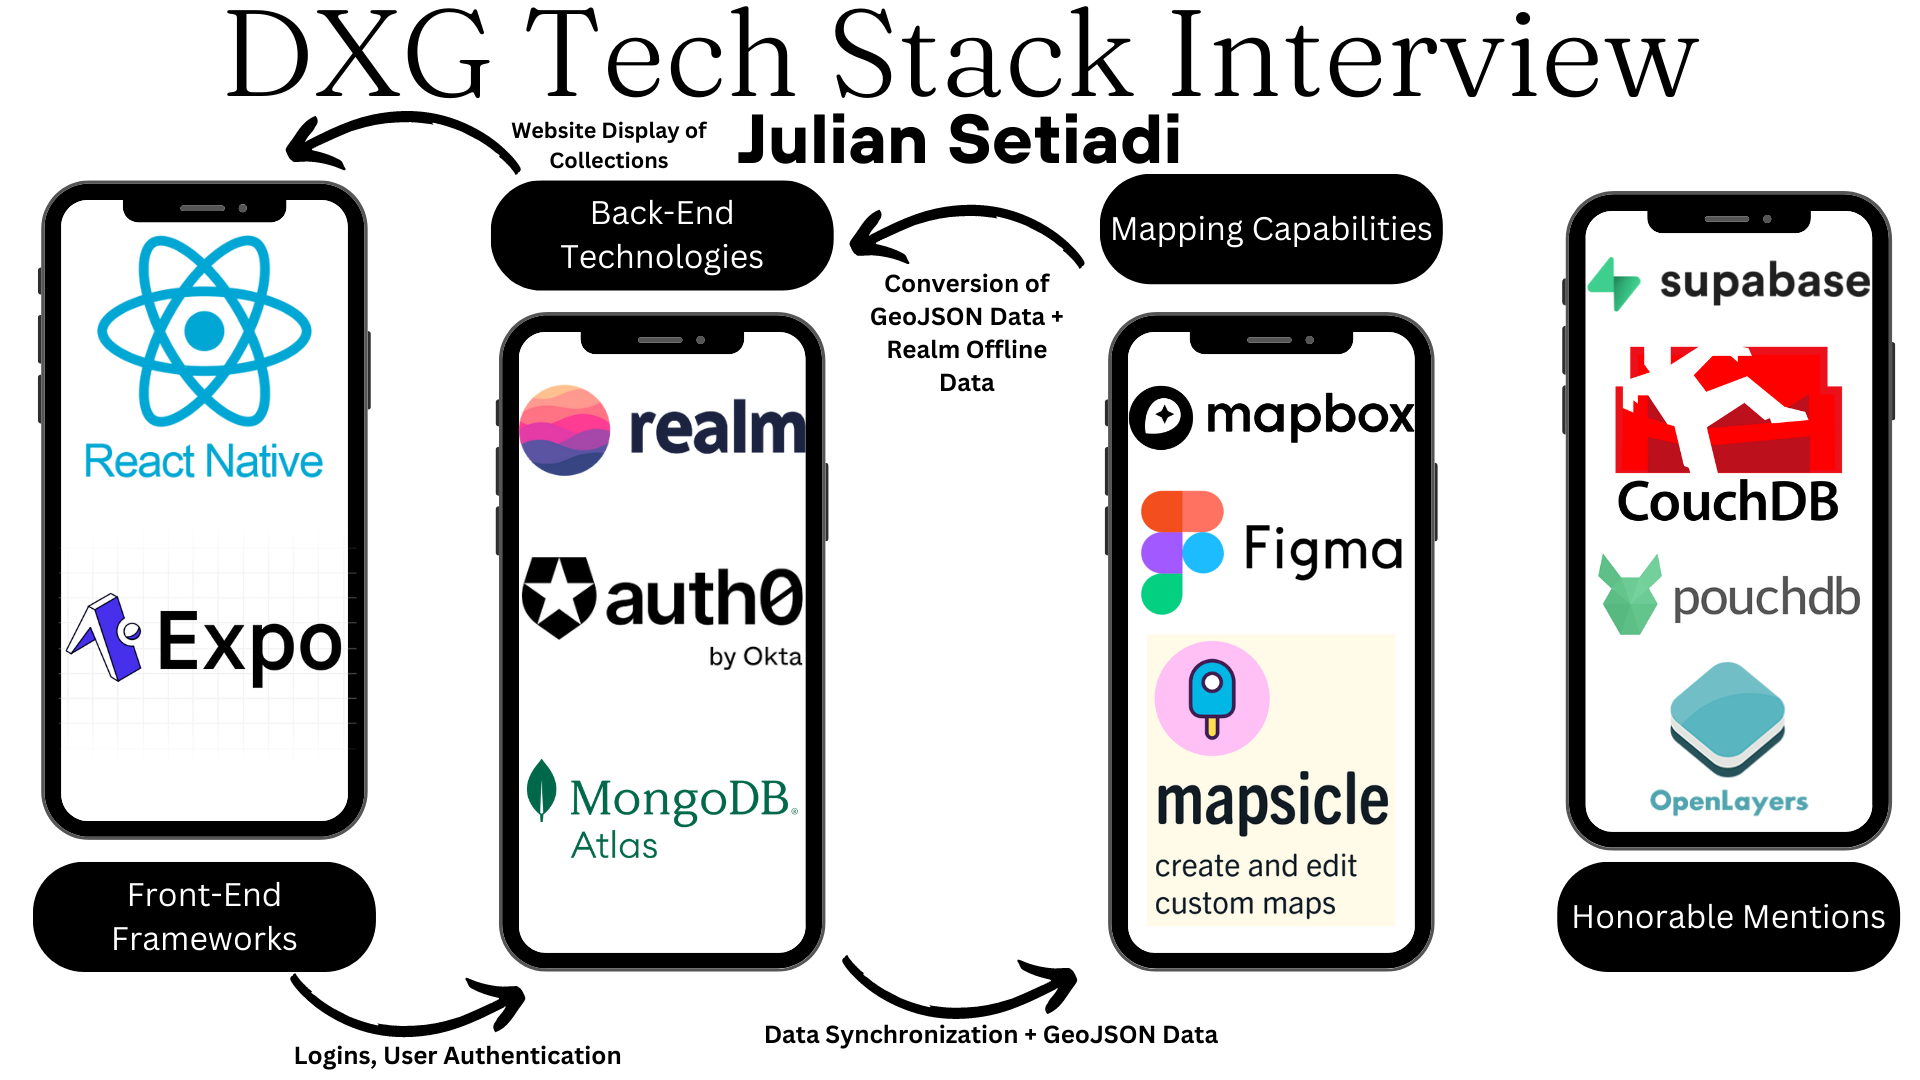 DXG Tech Stack Interview
Julian Setiadi
Website Display of
Collections
React Native
Expo
Front-End
Frameworks
Logins, User Authentication
Back-End
Technologies
realm
auth0
by Okta
MongoDB®
Atlas
Conversion of
GeoJSON Data +
Realm Offline
Data
Data Synchronization + GeoJSON Data
Mapping Capabilities
mapbox
Figma
mapsicle
create and edit
custom maps
supabase
CouchDB
pouchdb
OpenLayers
Honorable Mentions